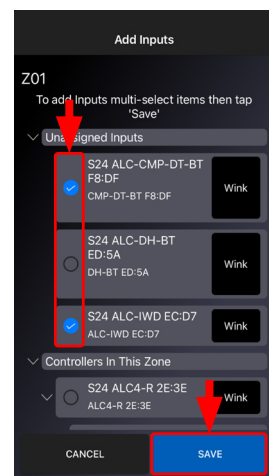 Add Inputs
Z01
To add Inputs multi-select items then tap
'Save'
Unassigned Inputs
S24 ALC-CMP-DT-BT
F8:DF
CMP-DT-BT F8:DF
Wink
S24 ALC-DH-BT
ED:5A
DH-BT ED:5A
Wink
S24 ALC-IWD EC:D7
ALC-IWD EC:D7
Wink
Controllers In This Zone
S24 ALC4-R 2E:3E
ALC4-R 2E:3E
Wink
CANCEL
SAVE